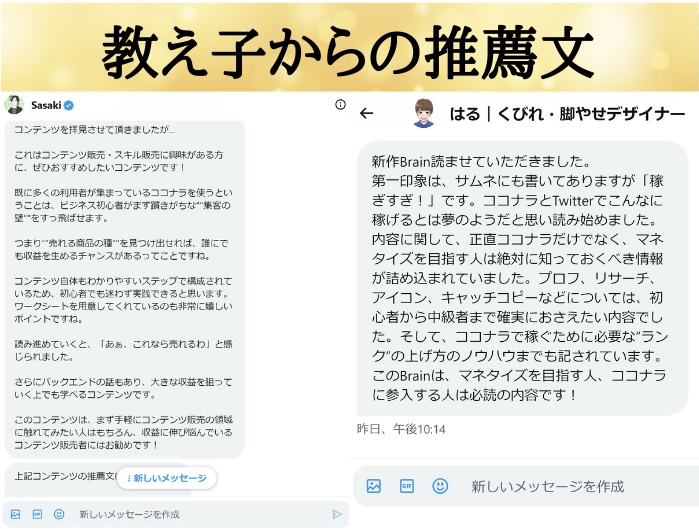 教え子からの推薦文
Sasaki
コンテンツを拝見させて頂きましたが...
これはコンテンツ販売・スキル販売に興味がある方
に、ぜひおすすめしたいコンテンツです！
既に多くの利用者が集まっているココナラを使うとい
うことは、ビジネス初心者がまず躓きがちな""集客の
壁""をすっ飛ばせます。
つまり""売れる商品の種""を見つけ出せれば、誰にで
も収益を生めるチャンスがあるってことですね。
コンテンツ自体もわかりやすいステップで構成されて
いるため、初心者でも迷わず実践できると思います。
ワークシートを用意してくれているのも非常に嬉しい
ポイントですね。
読み進めていくと、「あぁ、これなら売れるわ」と感
じられました。
さらにバックエンドの話もあり、大きな収益を狙って
いく上でも学べるコンテンツです。
このコンテンツは、まず手軽にコンテンツ販売の領域
に触れてみたい人はもちろん、収益に伸び悩んでいる
コンテンツ販売者にはお勧めです！
上記コンテンツの推薦文
↓新しいメッセージ
GIF
新しいメッセージを作成
はる｜くびれ・脚やせデザイナー
新作Brain読ませていただきました。
第一印象は、サムネにも書いてありますが「稼
ぎすぎ！」です。ココナラとTwitterでこんなに
稼げるとは夢のようだと思い読み始めました。
内容に関して、正直ココナラだけでなく、マネ
タイズを目指す人は絶対に知っておくべき情報
が詰め込まれていました。プロフ、リサーチ、
アイコン、キャッチコピーなどについては、初
心者から中級者まで確実におさえたい内容でし
た。そして、ココナラで稼ぐために必要な"ラン
ク"の上げ方のノウハウまでも記されています。
このBrainは、マネタイズを目指す人、ココナラ
に参入する人は必読の内容です！
昨日、午後10:14
GIF
新しいメッセージを作成